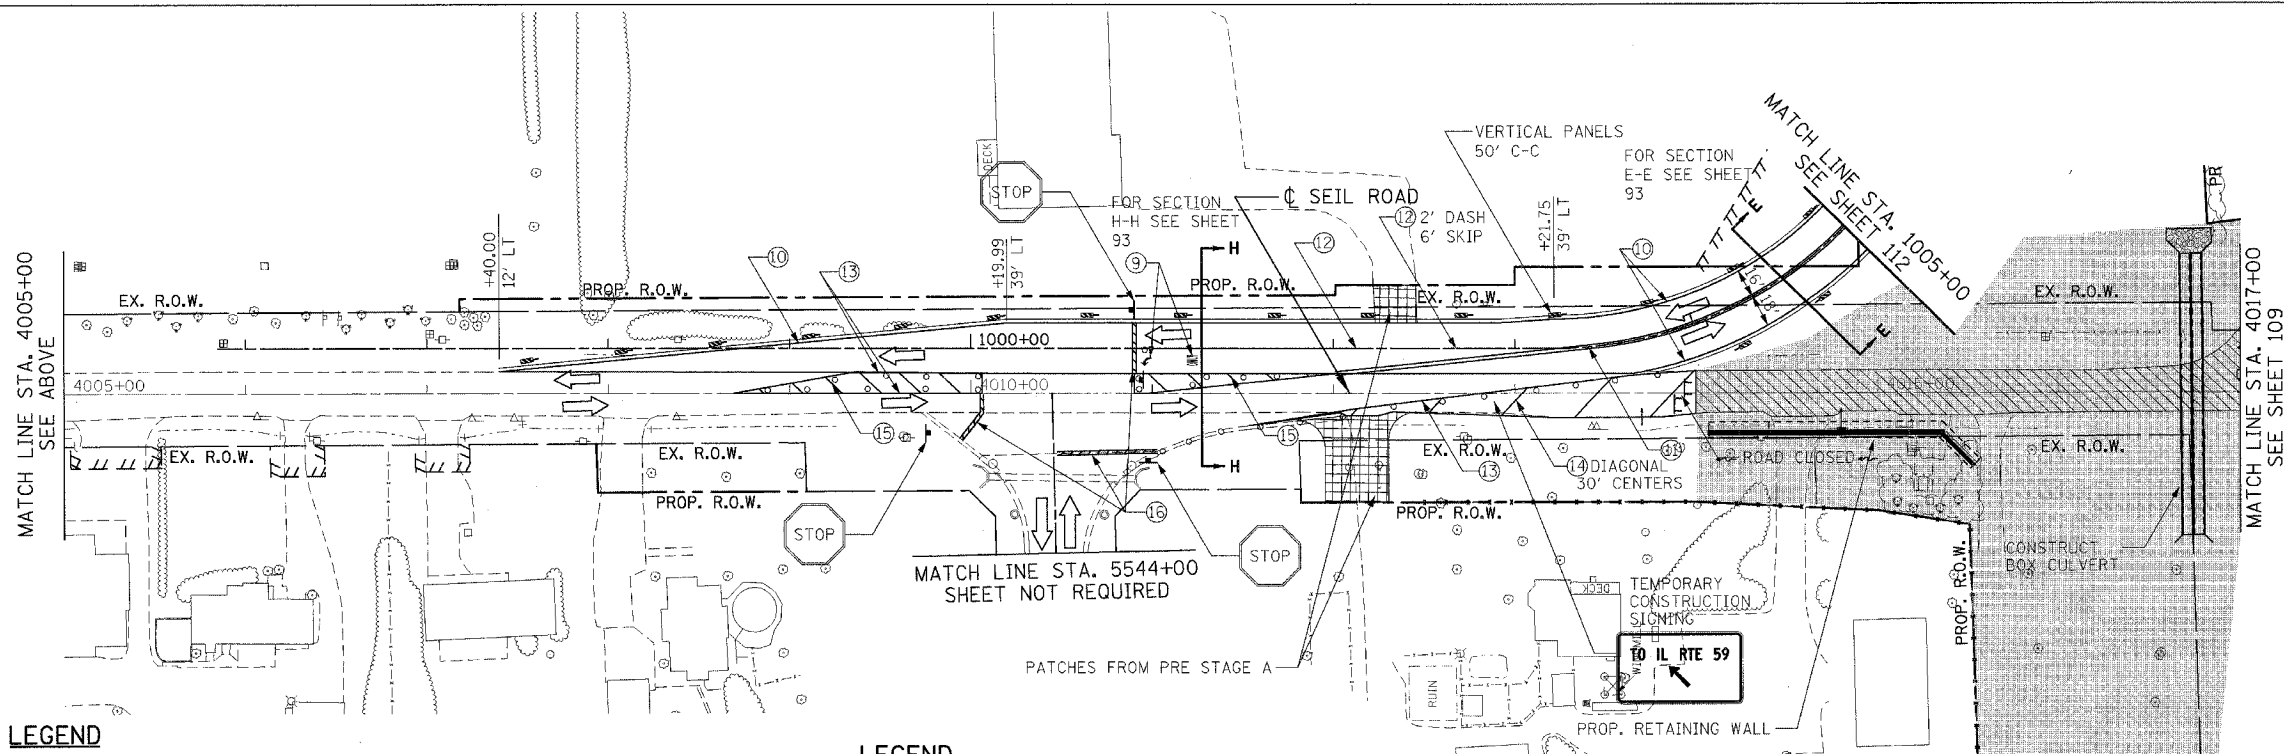 MATCH LINE STA. 4005+00
SEE ABOVE
EX. R.O.W.
4005+00
EX. R.O.W.
+40.00
12' LT
PROP. R.O.W.
10
13
15
EX. R.O.W.
PROP. R.O.W.
DECK
STOP
+19.99
39' LT
FOR SECTION
H-H SEE SHEET
93
9
H
H
1000+00
4010+00
℄ SEIL ROAD
PROP. R.O.W.
12
12
2' DASH
6' SKIP
EX. R.O.W.
VERTICAL PANELS
50' C-C
+21.75
39' LT
FOR SECTION
E-E SEE SHEET
93
10
E
E
16'
18'
MATCH LINE STA. 1005+00
SEE SHEET 112
PR
EX. R.O.W.
MATCH LINE STA. 4017+00
SEE SHEET 109
15
EX. R.O.W.
13
14
DIAGONAL
30' CENTERS
11
ROAD CLOSED
EX. R.O.W.
PROP. R.O.W.
16
STOP
STOP
MATCH LINE STA. 5544+00
SHEET NOT REQUIRED
PATCHES FROM PRE STAGE A
DECK
TEMPORARY
CONSTRUCTION
SIGNING
TO IL RTE 59
RUIN
PROP. RETAINING WALL
PROP. R.O.W.
CONSTRUCT
BOX CULVERT
LEGEND
LEGEND